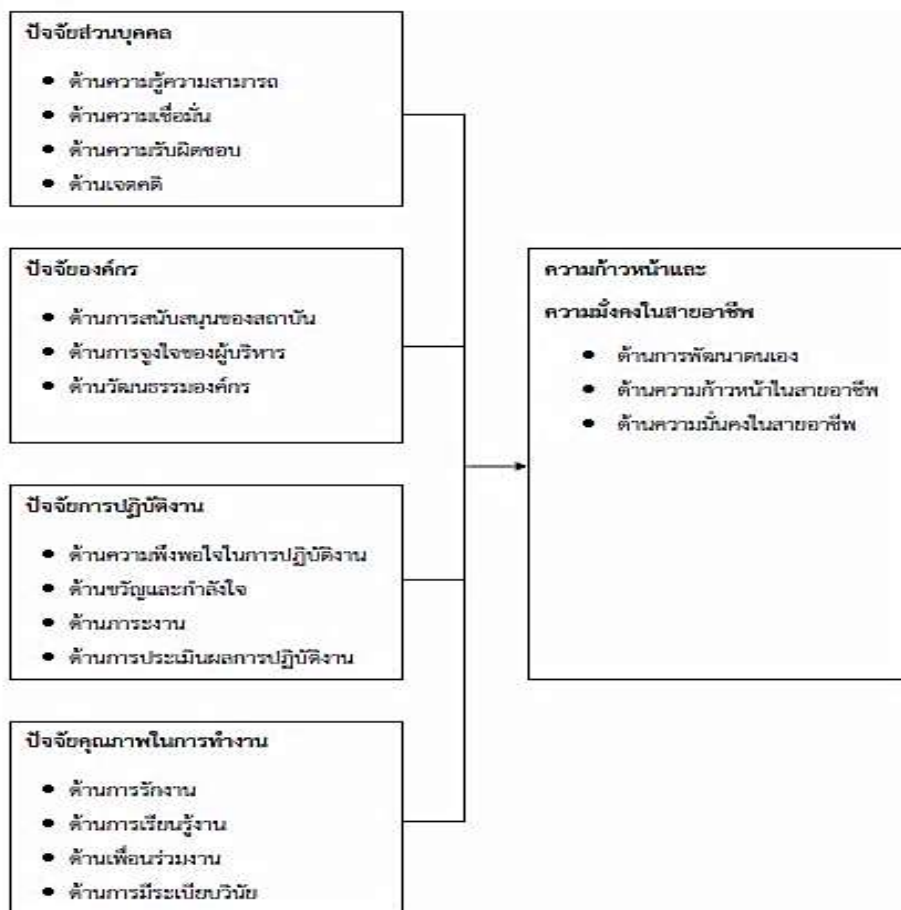 ปัจจัยส่วนบุคคล
● ด้านความรู้ความสามารถ
● ด้านความเชื่อมั่น
● ด้านความรับผิดชอบ
● ด้านเจตคติ
ปัจจัยองค์กร
● ด้านการสนับสนุนของสถาบัน
● ด้านการจูงใจของผู้บริหาร
● ด้านวัฒนธรรมองค์กร
ปัจจัยการปฏิบัติงาน
● ด้านความพึงพอใจในการปฏิบัติงาน
● ด้านขวัญและกำลังใจ
● ด้านภาระงาน
● ด้านการประเมินผลการปฏิบัติงาน
ปัจจัยคุณภาพในการทำงาน
● ด้านการรักงาน
● ด้านการเรียนรู้งาน
● ด้านเพื่อนร่วมงาน
● ด้านการมีระเบียบวินัย
ความก้าวหน้าและ
ความมั่งคงในสายอาชีพ
● ด้านการพัฒนาตนเอง
● ด้านความก้าวหน้าในสายอาชีพ
● ด้านความมั่นคงในสายอาชีพ